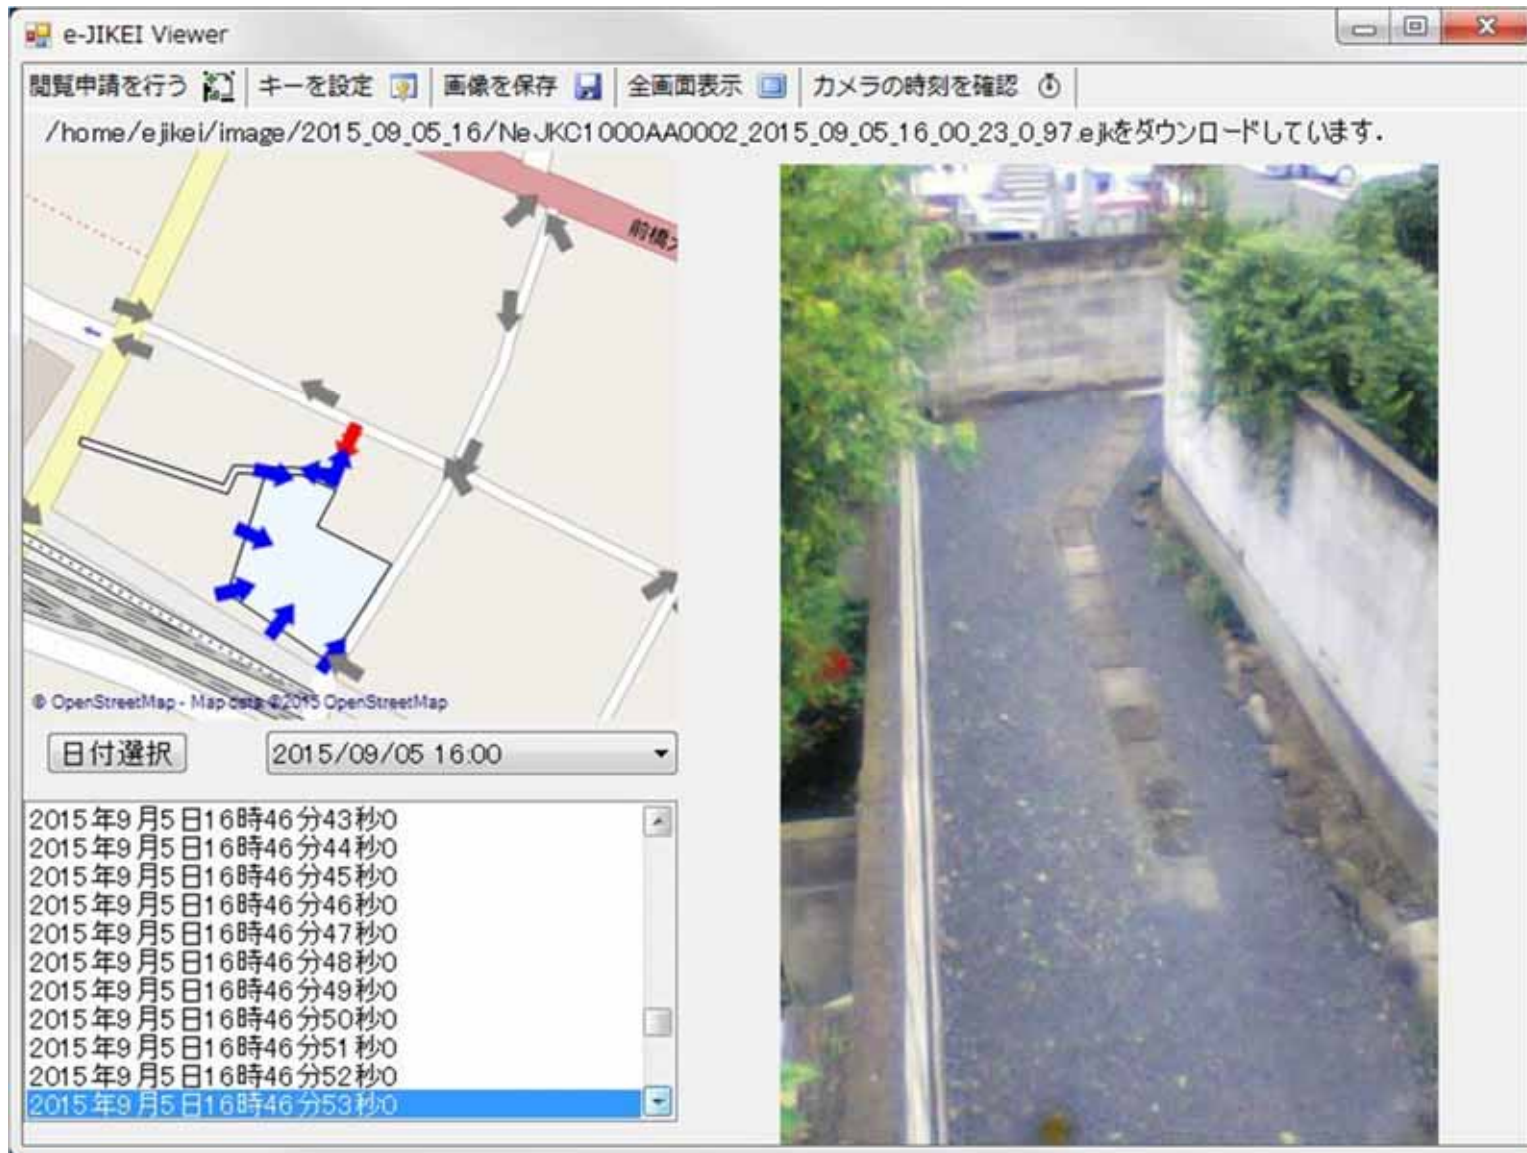 e-JIKEI Viewer
閲覧申請を行う キーを設定 画像を保存 全画面表示 カメラの時刻を確認
/home/ejikei/image/2015_09_05_16/NeJKC1000AA0002_2015_09_05_16_00_23_0_97.ejkをダウンロードしています.
前橋
© OpenStreetMap - Map data ©2015 OpenStreetMap
日付選択 2015/09/05 16:00
2015年9月5日16時46分43秒0
2015年9月5日16時46分44秒0
2015年9月5日16時46分45秒0
2015年9月5日16時46分46秒0
2015年9月5日16時46分47秒0
2015年9月5日16時46分48秒0
2015年9月5日16時46分49秒0
2015年9月5日16時46分50秒0
2015年9月5日16時46分51秒0
2015年9月5日16時46分52秒0
2015年9月5日16時46分53秒0